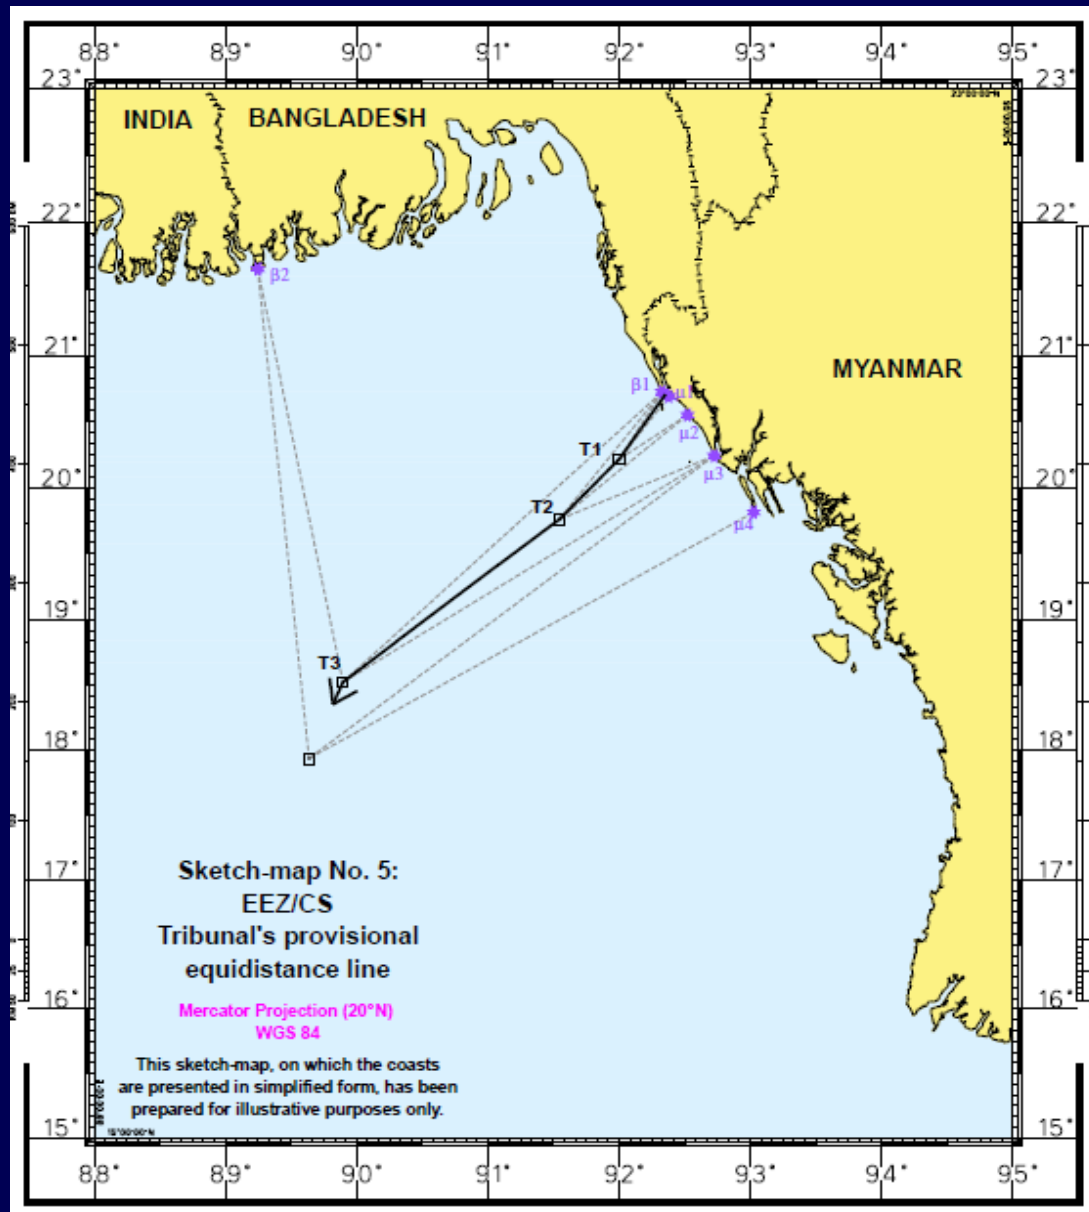 88° 89° 90° 91° 92° 93° 94° 95°
23° 23°
INDIA BANGLADESH
22° 22°
β2
21° 21°
MYANMAR
β1 μ1
μ2
T1
μ3
20° 20°
T2
μ4
19° 19°
T3
18° 18°
17° 17°
Sketch-map No. 5:
EEZ/CS
Tribunal's provisional
equidistance line
16° 16°
Mercator Projection (20°N)
WGS 84
This sketch-map, on which the coasts
are presented in simplified form, has been
prepared for illustrative purposes only.
15° 15°
15°00'00"N
88° 89° 90° 91° 92° 93° 94° 95°